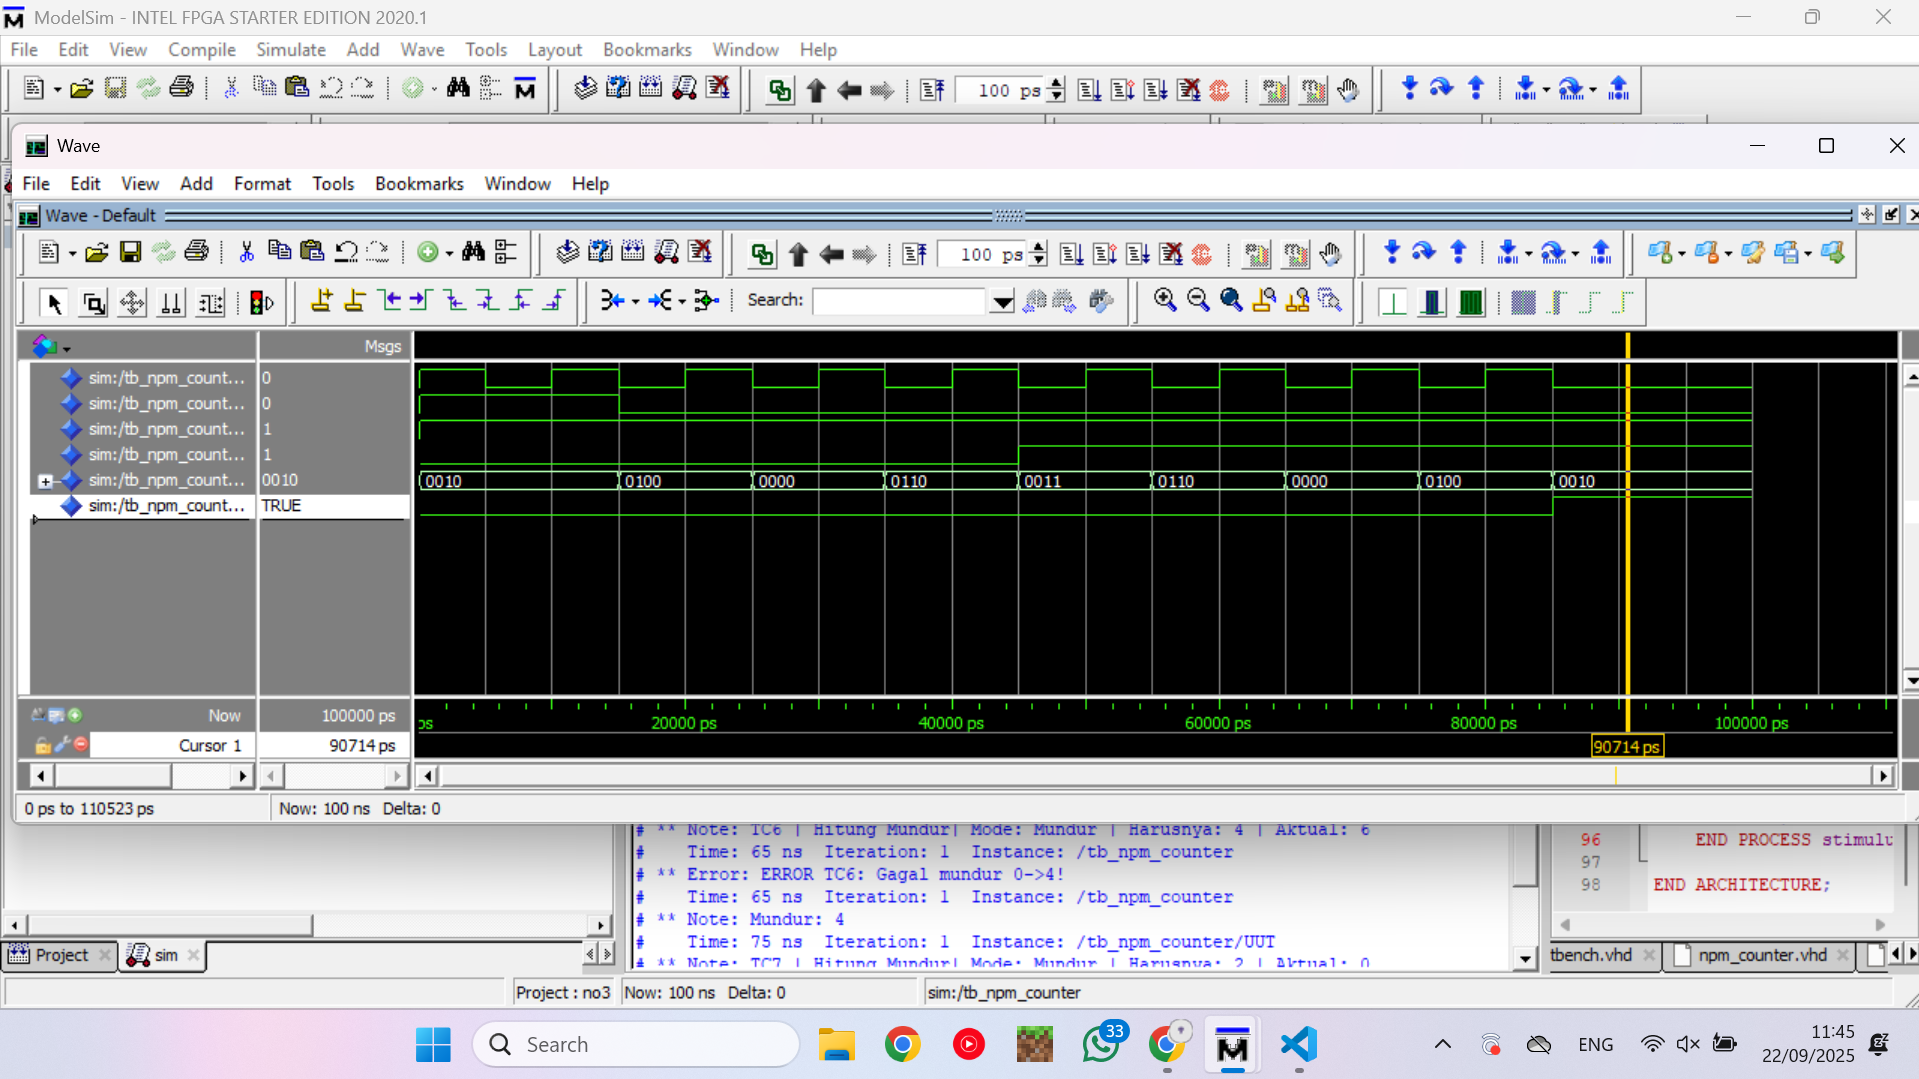 ModelSim - INTEL FPGA STARTER EDITION 2020.1
File Edit View Compile Simulate Add Wave Tools Layout Bookmarks Window Help
100 ps
Wave
File Edit View Add Format Tools Bookmarks Window Help
Wave - Default
100 ps
Search:
Msgs
sim:/tb_npm_count... 0
sim:/tb_npm_count... 0
sim:/tb_npm_count... 1
sim:/tb_npm_count... 1
sim:/tb_npm_count... 0010 0010 0100 0000 0110 0011 0110 0000 0100 0010
sim:/tb_npm_count... TRUE
Now 100000 ps ps 20000 ps 40000 ps 60000 ps 80000 ps 100000 ps
Cursor 1 90714 ps 90714 ps
0 ps to 110523 ps Now: 100 ns Delta: 0
# ** Note: TC6 | Hitung Mundur| Mode: Mundur | Harusnya: 4 | Aktual: 6
#    Time: 65 ns  Iteration: 1  Instance: /tb_npm_counter
# ** Error: ERROR TC6: Gagal mundur 0->4!
#    Time: 65 ns  Iteration: 1  Instance: /tb_npm_counter
# ** Note: Mundur: 4
#    Time: 75 ns  Iteration: 1  Instance: /tb_npm_counter/UUT
# ** Note: TC7 | Hitung Mundur| Mode: Mundur | Harusnya: 2 | Aktual: 0
96 END PROCESS stimulu
97
98 END ARCHITECTURE;
Project sim tbench.vhd npm_counter.vhd
Project : no3 Now: 100 ns Delta: 0 sim:/tb_npm_counter
Search 33 ENG 11:45
22/09/2025